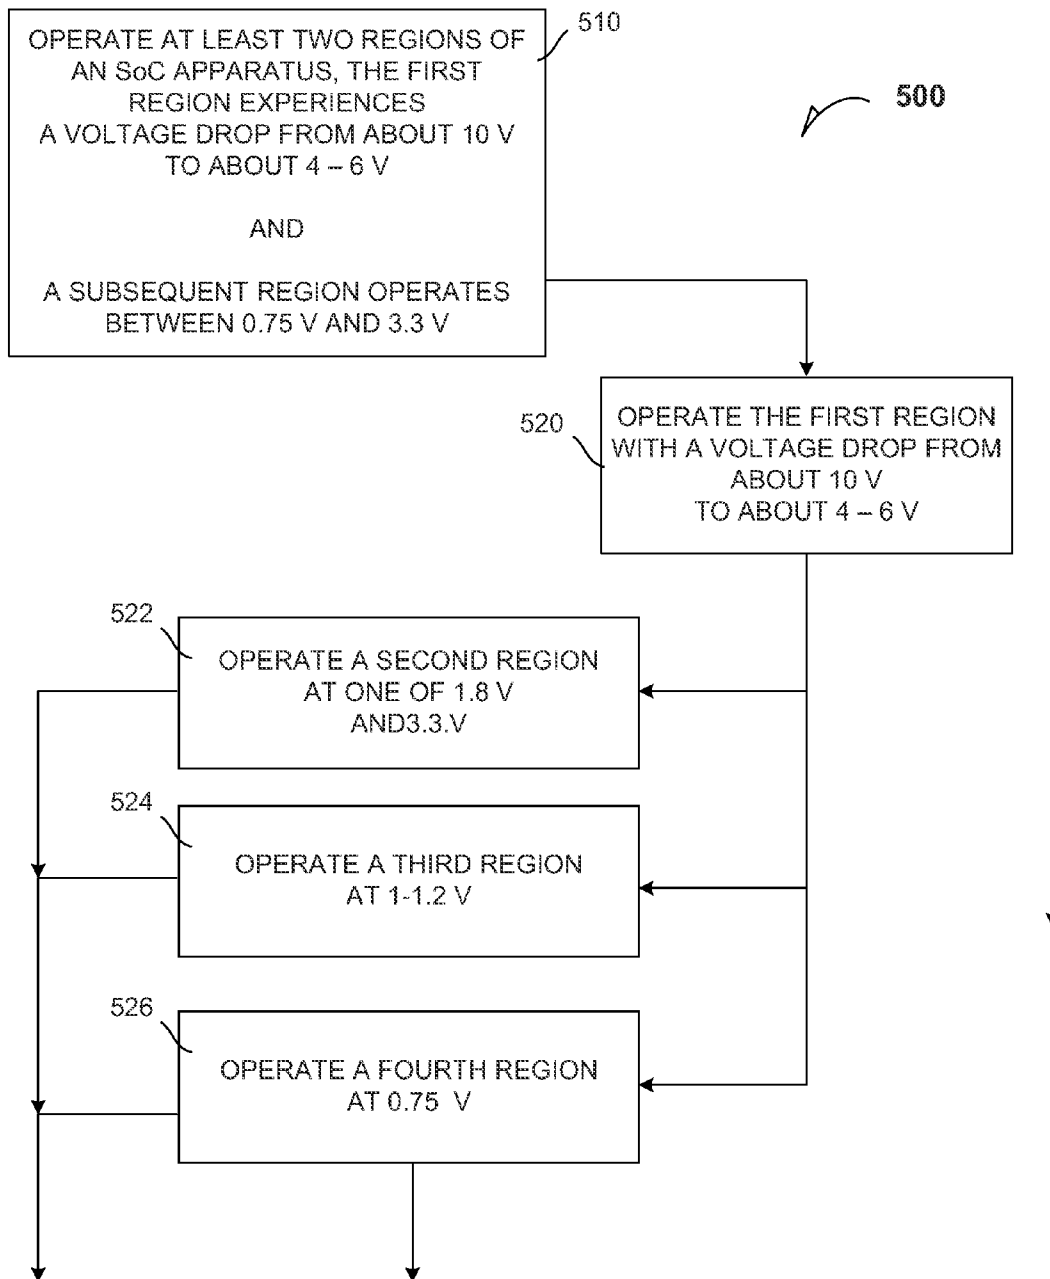 510
OPERATE AT LEAST TWO REGIONS OF
AN SoC APPARATUS, THE FIRST
REGION EXPERIENCES
A VOLTAGE DROP FROM ABOUT 10 V
TO ABOUT 4 – 6 V
AND
A SUBSEQUENT REGION OPERATES
BETWEEN 0.75 V AND 3.3 V
500
520
OPERATE THE FIRST REGION
WITH A VOLTAGE DROP FROM
ABOUT 10 V
TO ABOUT 4 – 6 V
522
OPERATE A SECOND REGION
AT ONE OF 1.8 V
AND3.3.V
524
OPERATE A THIRD REGION
AT 1-1.2 V
526
OPERATE A FOURTH REGION
AT 0.75 V